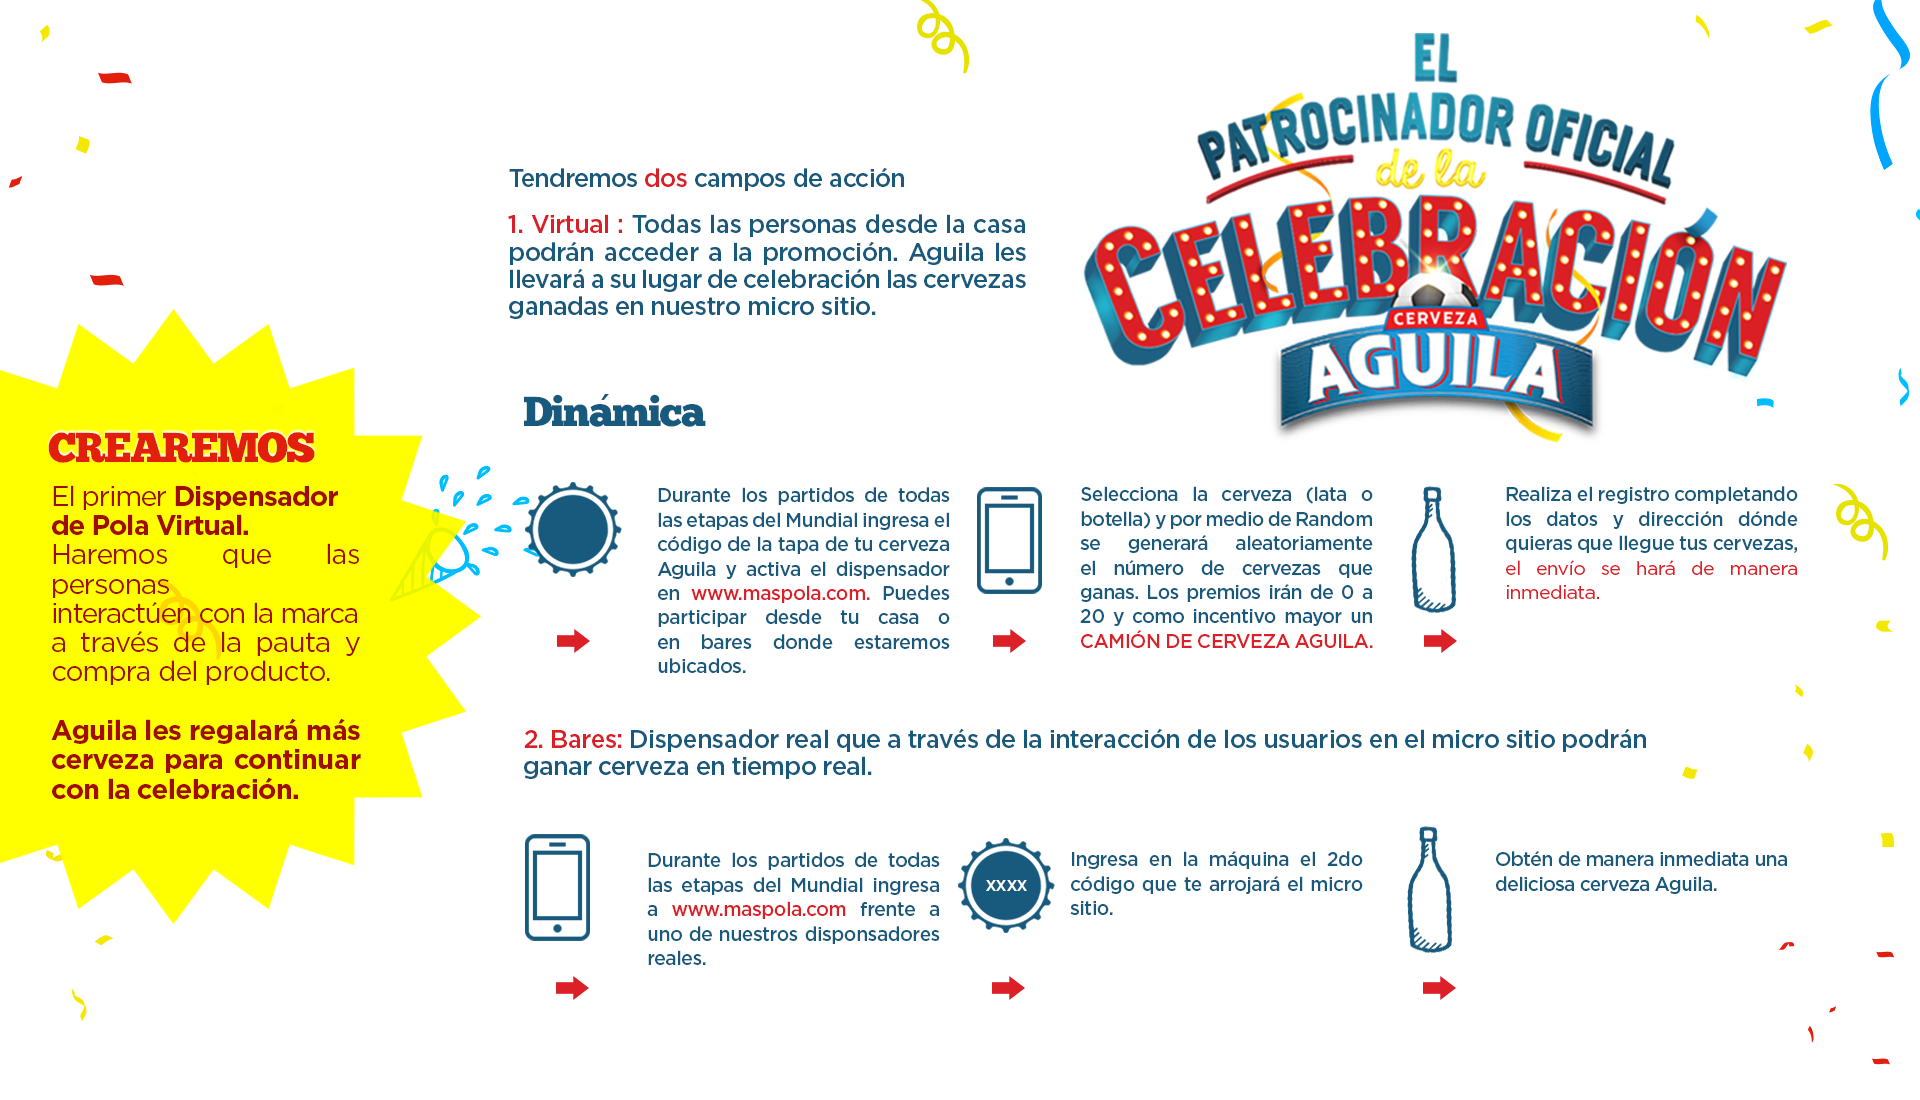 EL
PATROCINADOR OFICIAL
de la
CELEBRACIÓN
CERVEZA
AGUILA
Tendremos dos campos de acción
1. Virtual : Todas las personas desde la casa
podrán acceder a la promoción. Aguila les
llevará a su lugar de celebración las cervezas
ganadas en nuestro micro sitio.
CREAREMOS
El primer Dispensador
de Pola Virtual.
Haremos que las
personas
interactúen con la marca
a través de la pauta y
compra del producto.
Aguila les regalará más
cerveza para continuar
con la celebración.
Dinámica
Durante los partidos de todas
las etapas del Mundial ingresa el
código de la tapa de tu cerveza
Aguila y activa el dispensador
en www.maspola.com. Puedes
participar desde tu casa o
en bares donde estaremos
ubicados.
Selecciona la cerveza (lata o
botella) y por medio de Random
se generará aleatoriamente
el número de cervezas que
ganas. Los premios irán de 0 a
20 y como incentivo mayor un
CAMIÓN DE CERVEZA AGUILA.
Realiza el registro completando
los datos y dirección dónde
quieras que llegue tus cervezas,
el envío se hará de manera
inmediata.
2. Bares: Dispensador real que a través de la interacción de los usuarios en el micro sitio podrán
ganar cerveza en tiempo real.
Durante los partidos de todas
las etapas del Mundial ingresa
a www.maspola.com frente a
uno de nuestros disponsadores
reales.
XXXX
Ingresa en la máquina el 2do
código que te arrojará el micro
sitio.
Obtén de manera inmediata una
deliciosa cerveza Aguila.